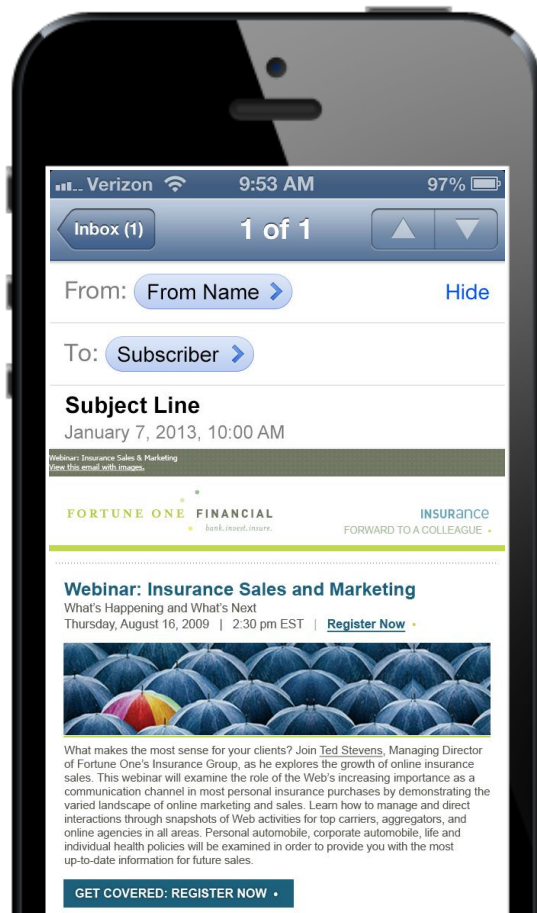 Verizon 9:53 AM 97%
Inbox (1) 1 of 1
From: From Name Hide
To: Subscriber
Subject Line
January 7, 2013, 10:00 AM
Webinar: Insurance Sales & Marketing
View this email with images.
FORTUNE ONE FINANCIAL INSURance
bank.invest.insure. FORWARD TO A COLLEAGUE
Webinar: Insurance Sales and Marketing
What's Happening and What's Next
Thursday, August 16, 2009 | 2:30 pm EST | Register Now
What makes the most sense for your clients? Join Ted Stevens, Managing Director
of Fortune One's Insurance Group, as he explores the growth of online insurance
sales. This webinar will examine the role of the Web's increasing importance as a
communication channel in most personal insurance purchases by demonstrating the
varied landscape of online marketing and sales. Learn how to manage and direct
interactions through snapshots of Web activities for top carriers, aggregators, and
online agencies in all areas. Personal automobile, corporate automobile, life and
individual health policies will be examined in order to provide you with the most
up-to-date information for future sales.
GET COVERED: REGISTER NOW